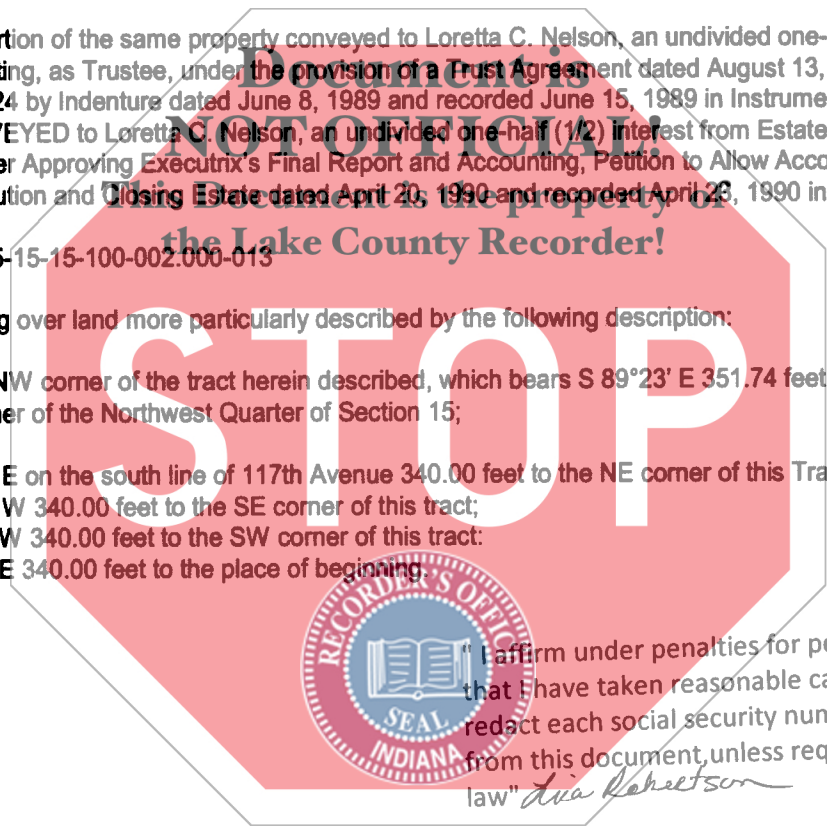 rtion of the same property conveyed to Loretta C. Nelson, an undivided one-
Document is
ting, as Trustee, under the provision of a Trust Agreement dated August 13,
24 by Indenture dated June 8, 1989 and recorded June 15, 1989 in Instrume
NOT OFFICIAL!
YEYED to Loretta C. Nelson, an undivided one-half (1/2) interest from Estate
er Approving Executrix's Final Report and Accounting, Petition to Allow Acco
ution and Closing Estate dated April 20, 1990 and recorded April 23, 1990 in
This Document is the property of
the Lake County Recorder!
5-15-15-100-002.000-013
g over land more particularly described by the following description:
STOP
NW corner of the tract herein described, which bears S 89°23' E 351.74 feet
ner of the Northwest Quarter of Section 15;
E on the south line of 117th Avenue 340.00 feet to the NE corner of this Tra
W 340.00 feet to the SE corner of this tract;
W 340.00 feet to the SW corner of this tract:
E 340.00 feet to the place of beginning.
RECORDER'S OFFICE
SEAL
INDIANA
" I affirm under penalties for pe
that I have taken reasonable ca
redact each social security num
from this document,unless req
law" Lisa Robertson